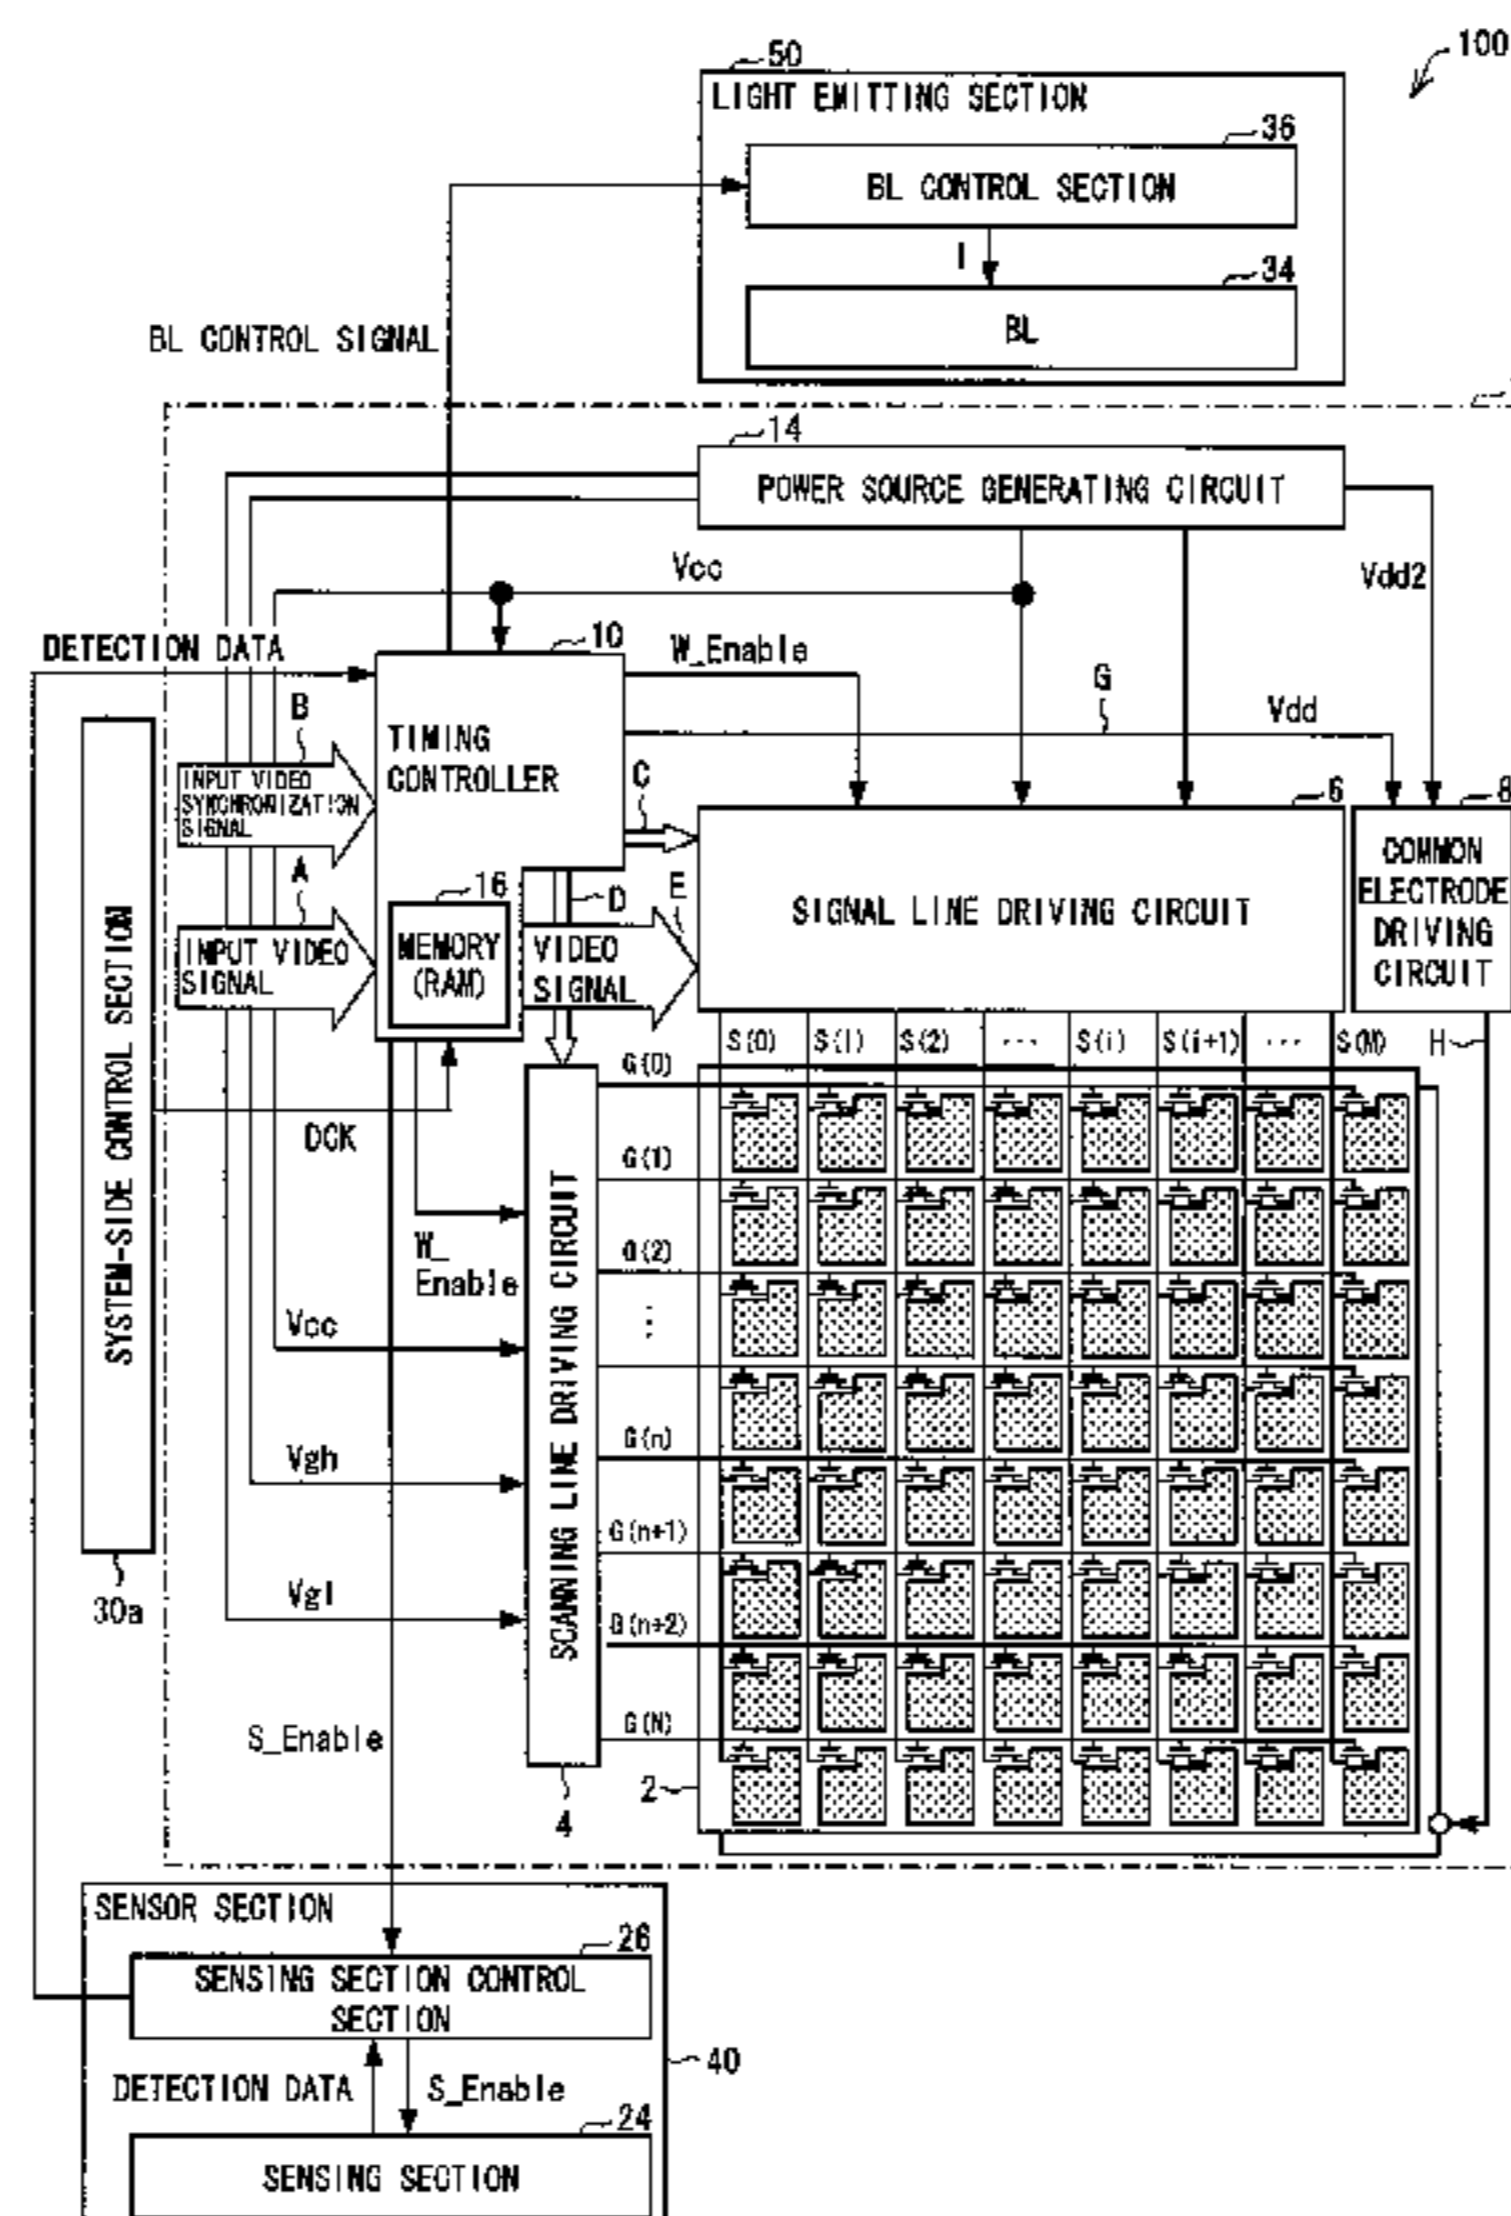 100
50
LIGHT EMITTING SECTION
36
BL CONTROL SECTION
I
34
BL
BL CONTROL SIGNAL
14
POWER SOURCE GENERATING CIRCUIT
Vcc
Vdd2
DETECTION DATA
10
W_Enable
G
Vdd
B
TIMING
CONTROLLER
INPUT VIDEO
SYNCHRONIZATION
SIGNAL
C
6
8
A
16
D
E
COMMON
ELECTRODE
DRIVING
CIRCUIT
SIGNAL LINE DRIVING CIRCUIT
INPUT VIDEO
SIGNAL
MEMORY
(RAM)
VIDEO
SIGNAL
SYSTEM-SIDE CONTROL SECTION
S(0) S(1) S(2) ... S(i) S(i+1) ... S(M)
H
G(0)
DCK
G(1)
W_
Enable
G(2)
Vcc
⋮
SCANNING LINE DRIVING CIRCUIT
G(n)
Vgh
G(n+1)
30a
Vgl
G(n+2)
G(N)
S_Enable
2
4
SENSOR SECTION
26
SENSING SECTION CONTROL
SECTION
40
DETECTION DATA
S_Enable
24
SENSING SECTION